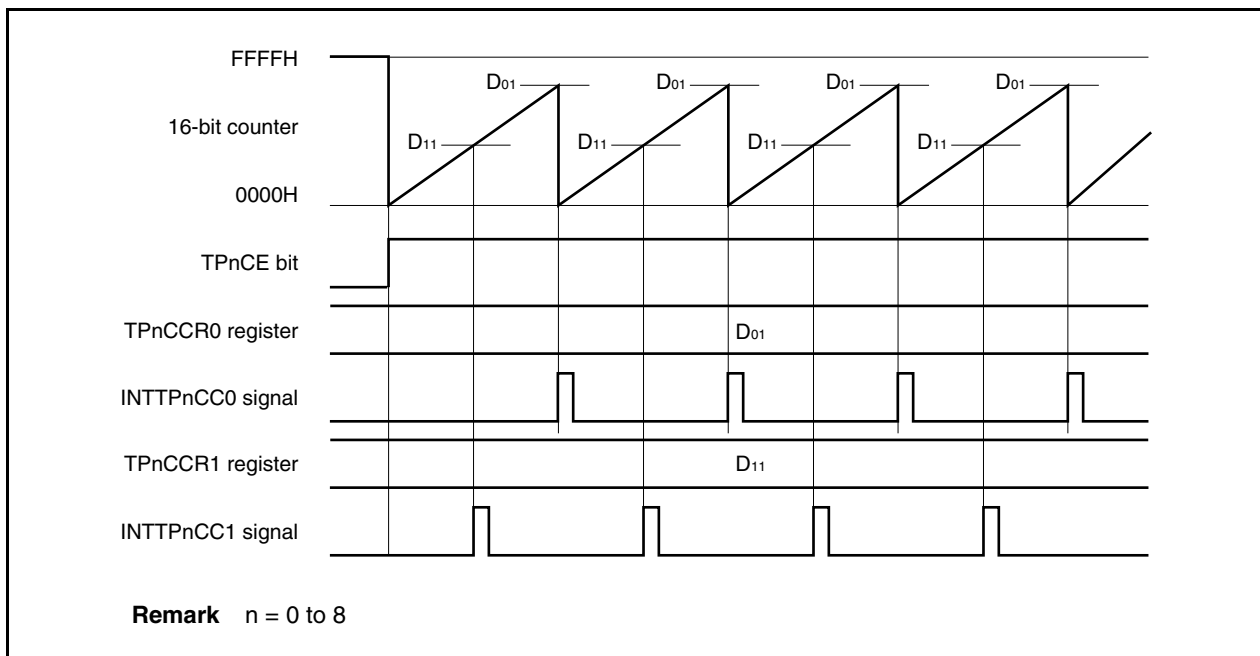 FFFFH
D01 D01 D01 D01
16-bit counter
D11 D11 D11 D11
0000H
TPnCE bit
TPnCCR0 register
D01
INTTPnCC0 signal
TPnCCR1 register
D11
INTTPnCC1 signal
Remark n = 0 to 8